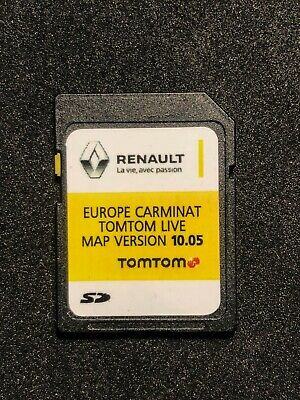 RENAULT
La vie, avec passion
EUROPE CARMINAT
TOMTOM LIVE
MAP VERSION 10.05
TOMTOM
SD